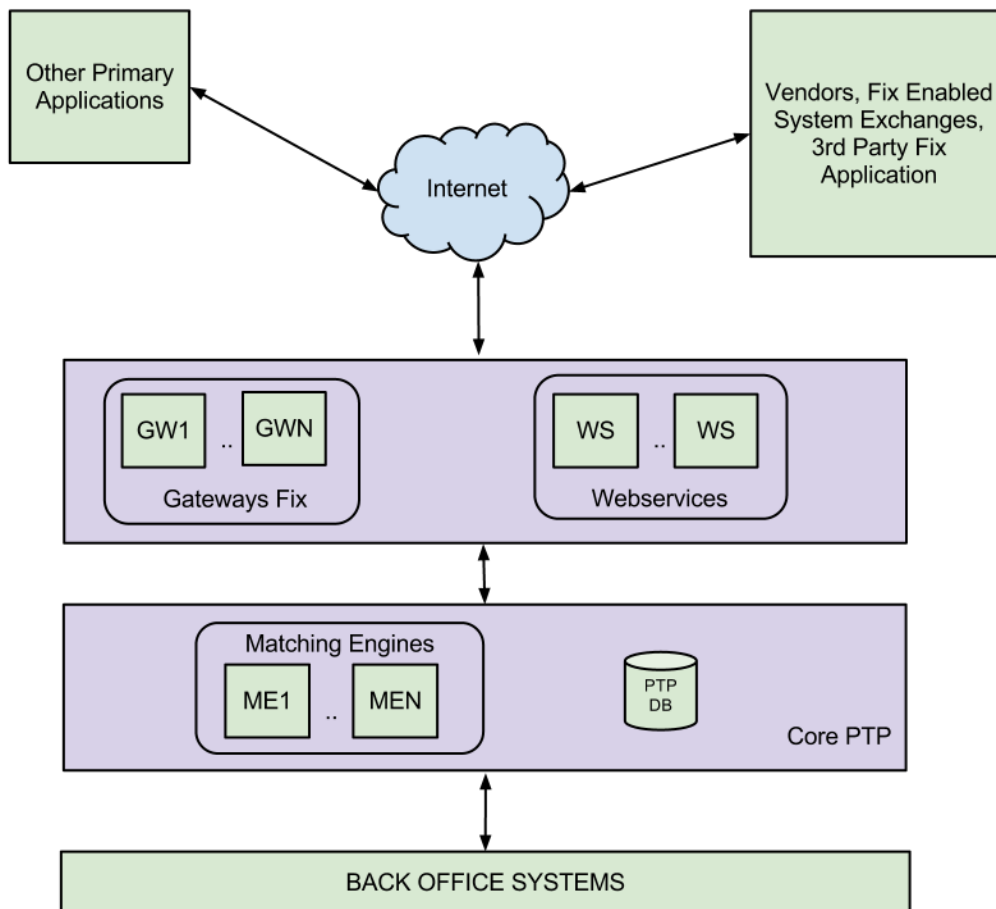 Other Primary
Applications
Vendors, Fix Enabled
System Exchanges,
3rd Party Fix
Application
Internet
GW1 .. GWN
Gateways Fix
WS .. WS
Webservices
Matching Engines
ME1 .. MEN
PTP
DB
Core PTP
BACK OFFICE SYSTEMS